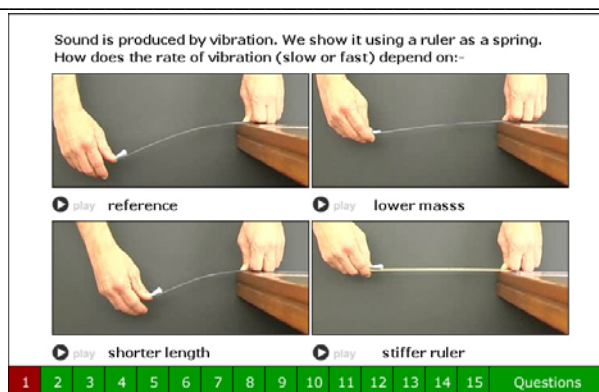 Sound is produced by vibration. We show it using a ruler as a spring.
How does the rate of vibration (slow or fast) depend on:-
play reference
play lower masss
play shorter length
play stiffer ruler
1 2 3 4 5 6 7 8 9 10 11 12 13 14 15 Questions